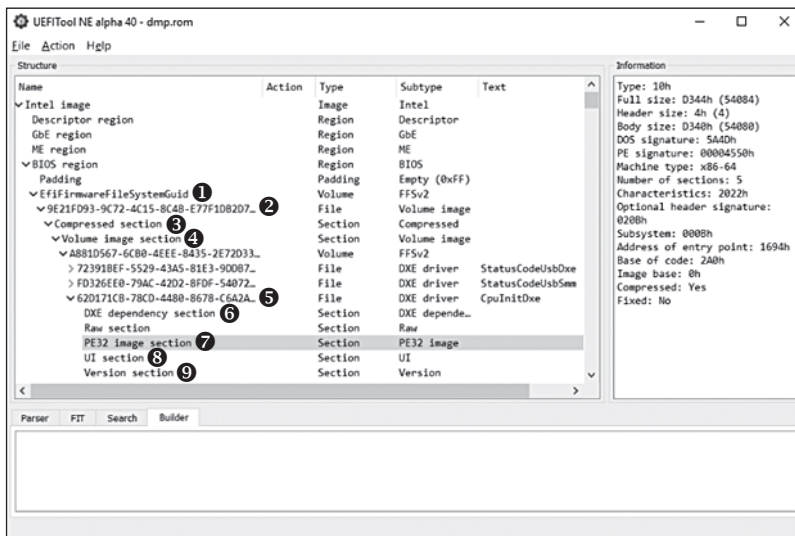 UEFITool NE alpha 40 - dmp.rom
File Action Help
Structure
Name Action Type Subtype Text
Intel image Image Intel
Descriptor region Region Descriptor
GbE region Region GbE
ME region Region ME
BIOS region Region BIOS
Padding Padding Empty (0xFF)
EfiFirmwareFileSystemGuid 1 Volume FFSv2
9E21FD93-9C72-4C15-8C4B-E77F1DB2D7… 2 File Volume image
Compressed section 3 Section Compressed
Volume image section 4 Section Volume image
A881D567-6CB0-4EEE-8435-2E72D33… Volume FFSv2
72391BEF-5529-43A5-81E3-9DDB7… File DXE driver StatusCodeUsbDxe
FD326EE0-79AC-42D2-8FDF-54072… File DXE driver StatusCodeUsbSmm
62D171CB-78CD-4480-8678-C6A2A… 5 File DXE driver CpuInitDxe
DXE dependency section 6 Section DXE depende…
Raw section Section Raw
PE32 image section 7 Section PE32 image
UI section 8 Section UI
Version section 9 Section Version
Parser FIT Search Builder
Information
Type: 10h
Full size: D344h (54084)
Header size: 4h (4)
Body size: D340h (54080)
DOS signature: 5A4Dh
PE signature: 00004550h
Machine type: x86-64
Number of sections: 5
Characteristics: 2022h
Optional header signature:
020Bh
Subsystem: 000Bh
Address of entry point: 1694h
Base of code: 2A0h
Image base: 0h
Compressed: Yes
Fixed: No